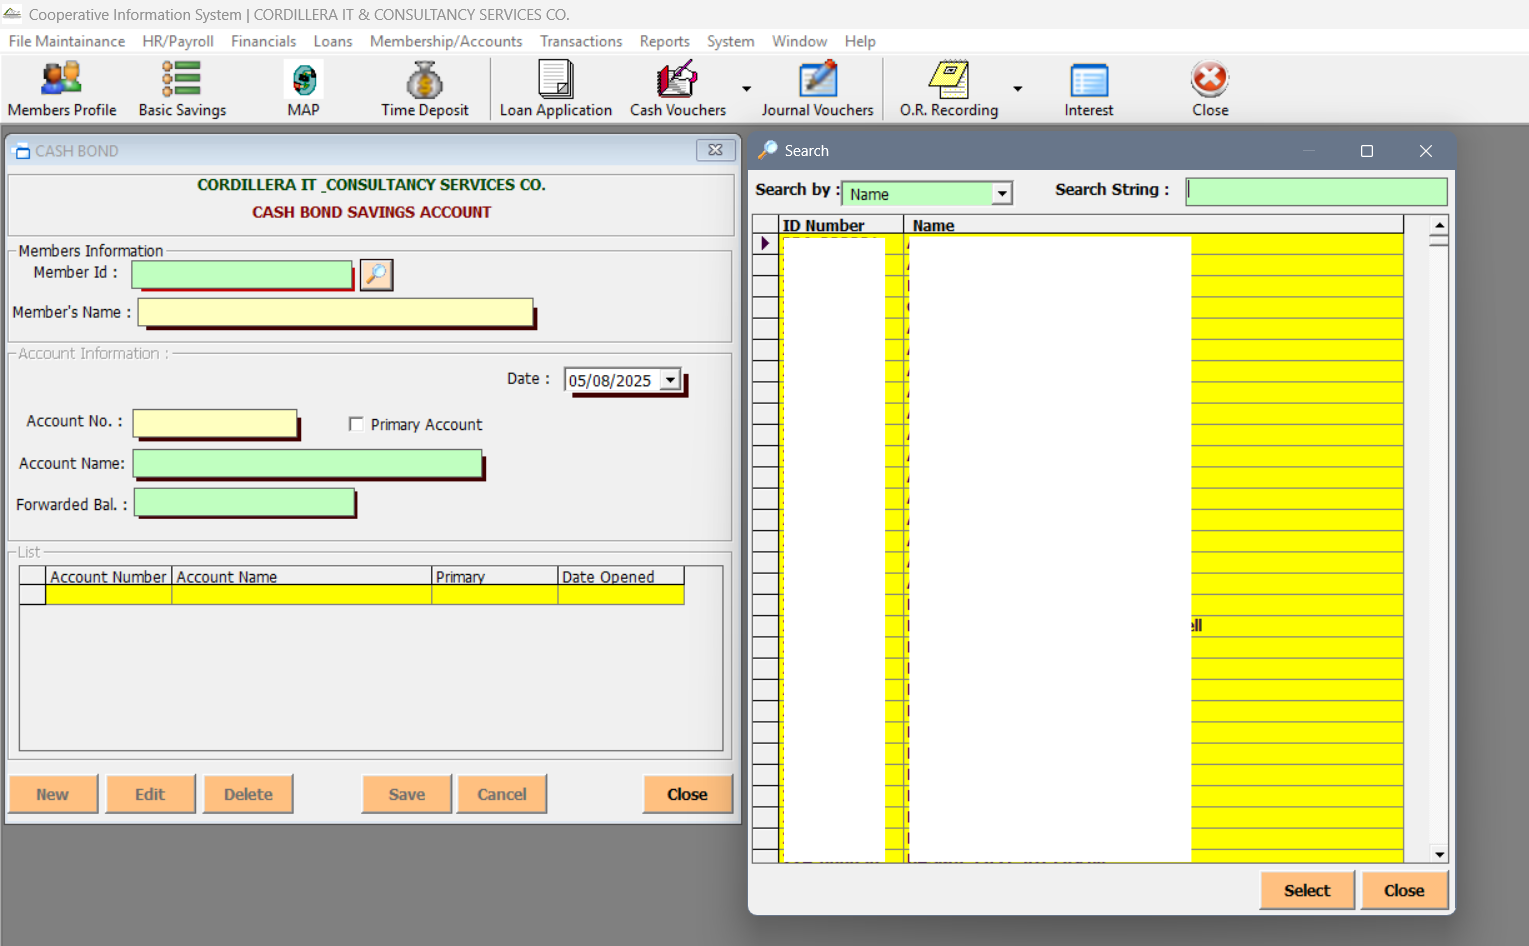 Cooperative Information System | CORDILLERA IT & CONSULTANCY SERVICES CO.
File Maintainance HR/Payroll Financials Loans Membership/Accounts Transactions Reports System Window Help
Members Profile Basic Savings MAP Time Deposit Loan Application Cash Vouchers Journal Vouchers O.R. Recording Interest Close
CASH BOND
CORDILLERA IT _CONSULTANCY SERVICES CO.
CASH BOND SAVINGS ACCOUNT
Members Information
Member Id :
Member's Name :
Account Information :
Date : 05/08/2025
Account No. : Primary Account
Account Name:
Forwarded Bal. :
List
Account Number Account Name Primary Date Opened
New Edit Delete Save Cancel Close
Search
Search by : Name Search String :
ID Number Name
ell
Select Close